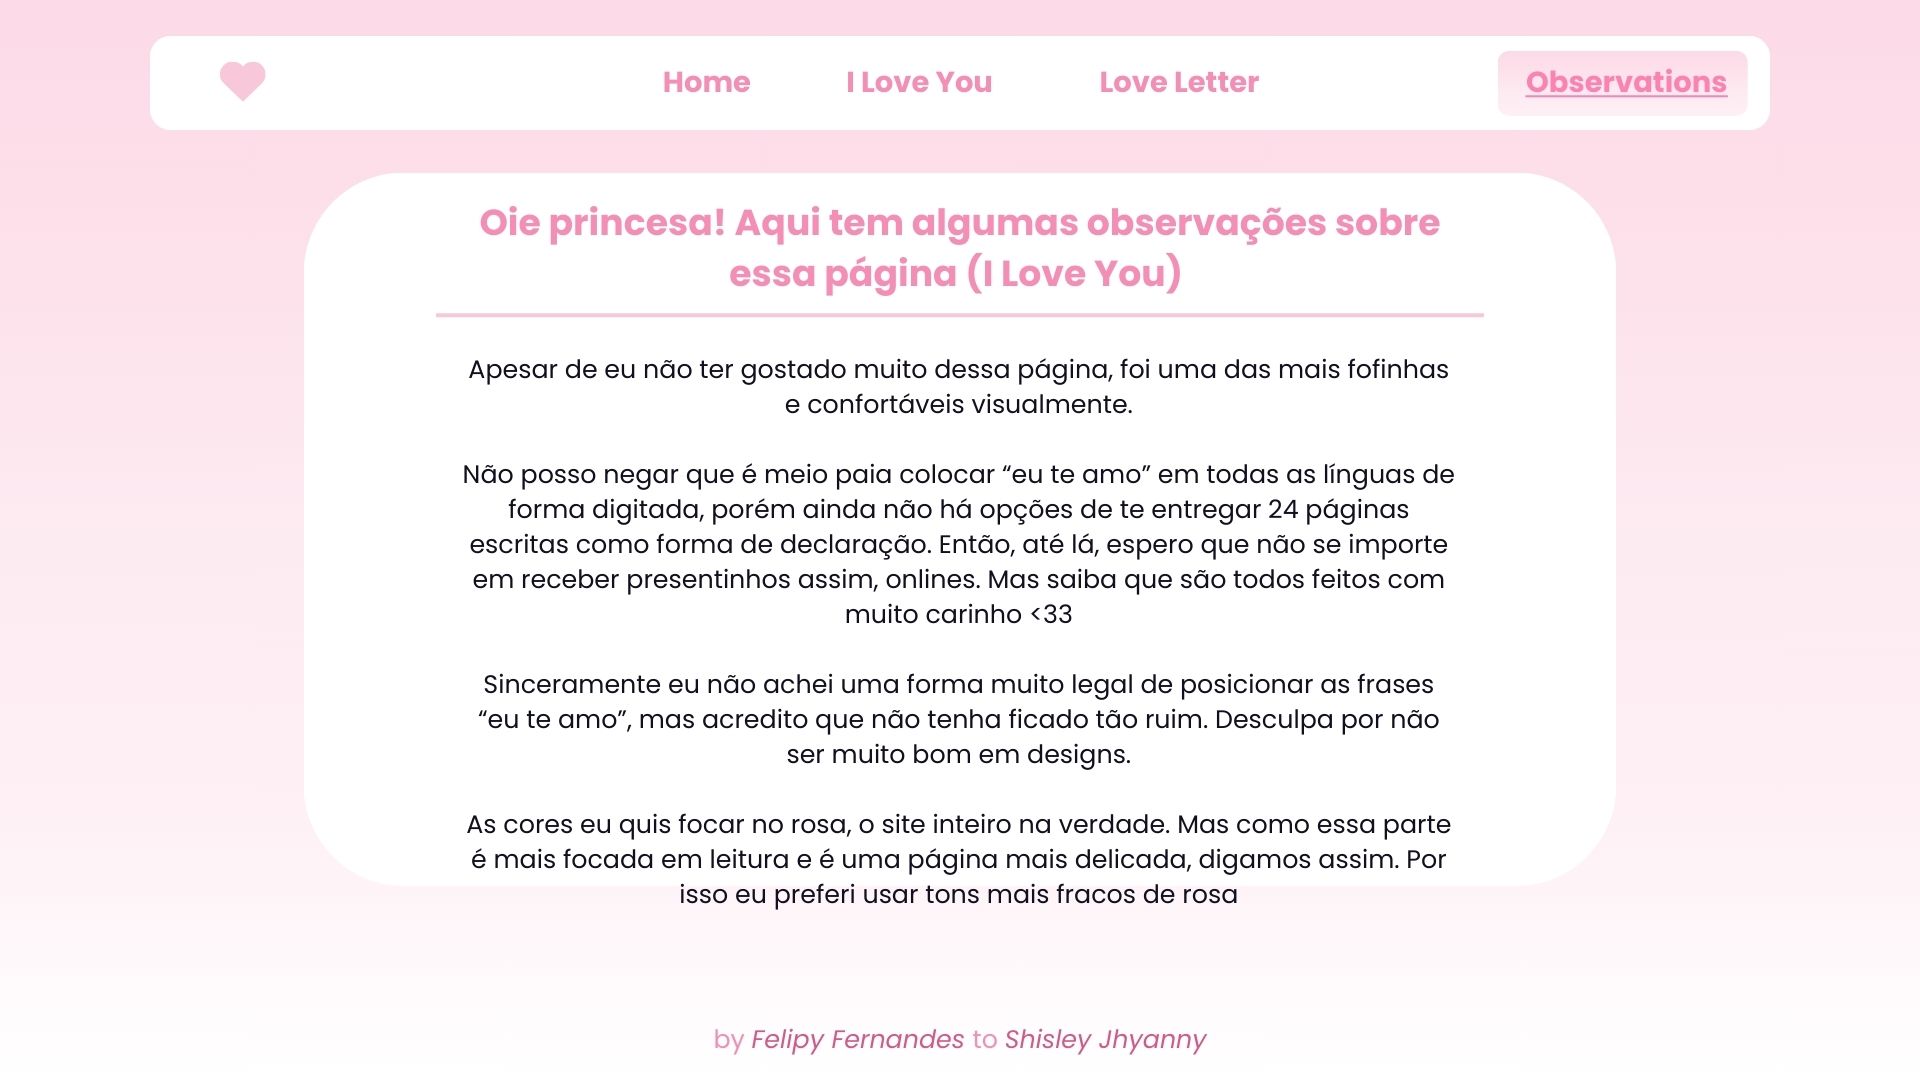 Home
I Love You
Love Letter
Observations
Oie princesa! Aqui tem algumas observações sobre
essa página (I Love You)
Apesar de eu não ter gostado muito dessa página, foi uma das mais fofinhas
e confortáveis visualmente.
Não posso negar que é meio paia colocar “eu te amo” em todas as línguas de
forma digitada, porém ainda não há opções de te entregar 24 páginas
escritas como forma de declaração. Então, até lá, espero que não se importe
em receber presentinhos assim, onlines. Mas saiba que são todos feitos com
muito carinho <33
Sinceramente eu não achei uma forma muito legal de posicionar as frases
“eu te amo”, mas acredito que não tenha ficado tão ruim. Desculpa por não
ser muito bom em designs.
As cores eu quis focar no rosa, o site inteiro na verdade. Mas como essa parte
é mais focada em leitura e é uma página mais delicada, digamos assim. Por
isso eu preferi usar tons mais fracos de rosa
by Felipy Fernandes to Shisley Jhyanny